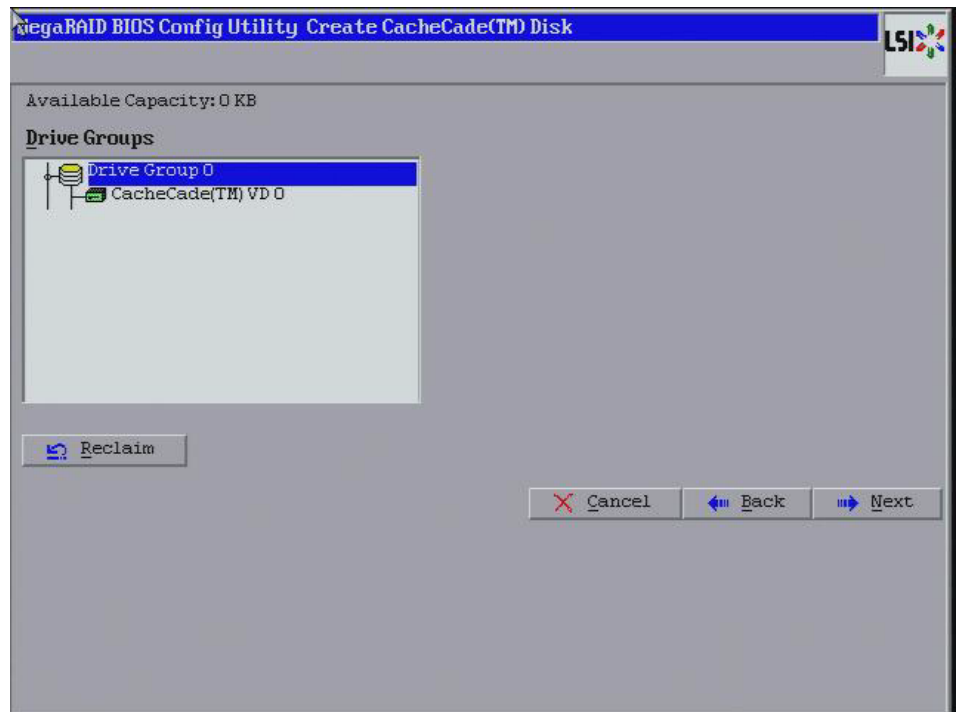 MegaRAID BIOS Config Utility Create CacheCade(TM) Disk
LSI
Available Capacity: 0 KB
Drive Groups
Drive Group 0
CacheCade(TM) VD 0
Reclaim
Cancel
Back
Next